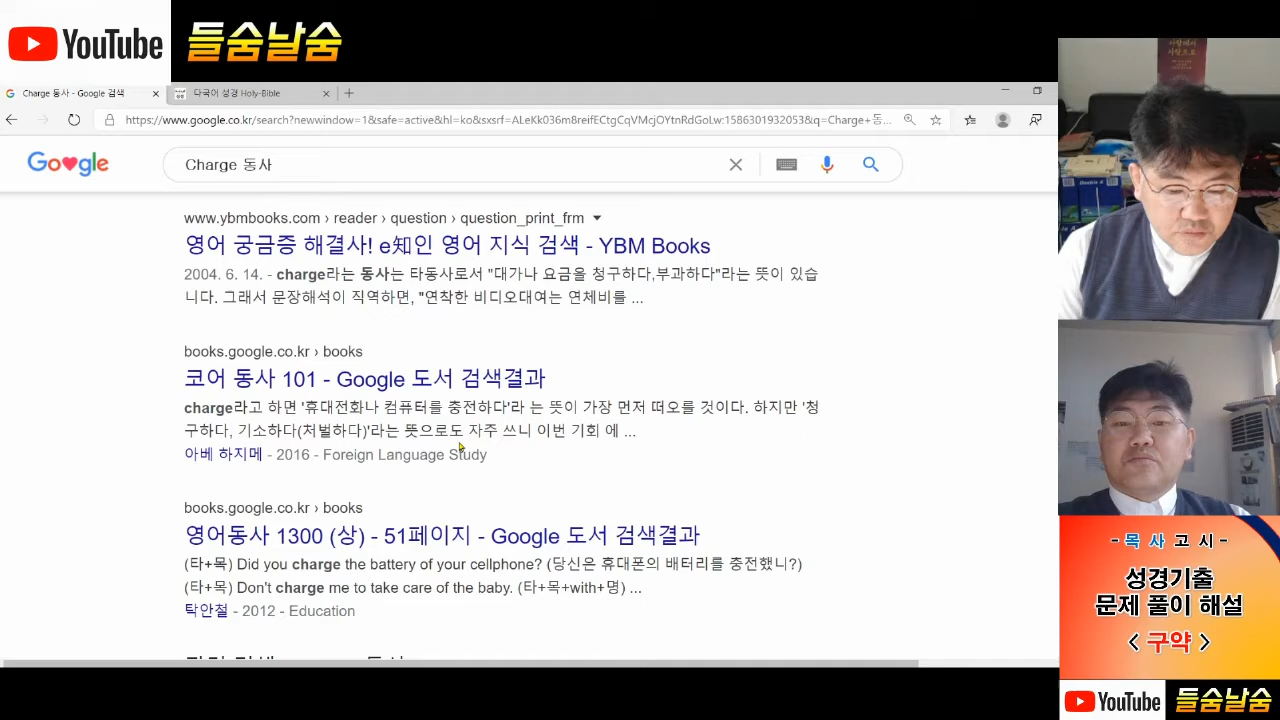 YouTube 들숨날숨
Charge 동사 - Google 검색
다국어 성경 Holy-Bible
https://www.google.co.kr/search?newwindow=1&safe=active&hl=ko&sxsrf=ALeKk036m8reifECtgCqVMcjOYtnRdGoLw:1586301932053&q=Charge+동...
Google
Charge 동사
www.ybmbooks.com › reader › question › question_print_frm
영어 궁금증 해결사! e知인 영어 지식 검색 - YBM Books
2004. 6. 14. - charge라는 동사는 타동사로서 "대가나 요금을 청구하다,부과하다"라는 뜻이 있습
니다. 그래서 문장해석이 직역하면, "연착한 비디오대여는 연체비를 ...
books.google.co.kr › books
코어 동사 101 - Google 도서 검색결과
charge라고 하면 '휴대전화나 컴퓨터를 충전하다'라 는 뜻이 가장 먼저 떠오를 것이다. 하지만 '청
구하다, 기소하다(처벌하다)'라는 뜻으로도 자주 쓰니 이번 기회 에 ...
아베 하지메 - 2016 - Foreign Language Study
books.google.co.kr › books
영어동사 1300 (상) - 51페이지 - Google 도서 검색결과
(타+목) Did you charge the battery of your cellphone? (당신은 휴대폰의 배터리를 충전했니?)
(타+목) Don't charge me to take care of the baby. (타+목+with+명) ...
탁안철 - 2012 - Education
사랑에서
사랑으로
Double A
- 목 사 고 시 -
성경기출
문제 풀이 해설
< 구약 >
YouTube 들숨날숨